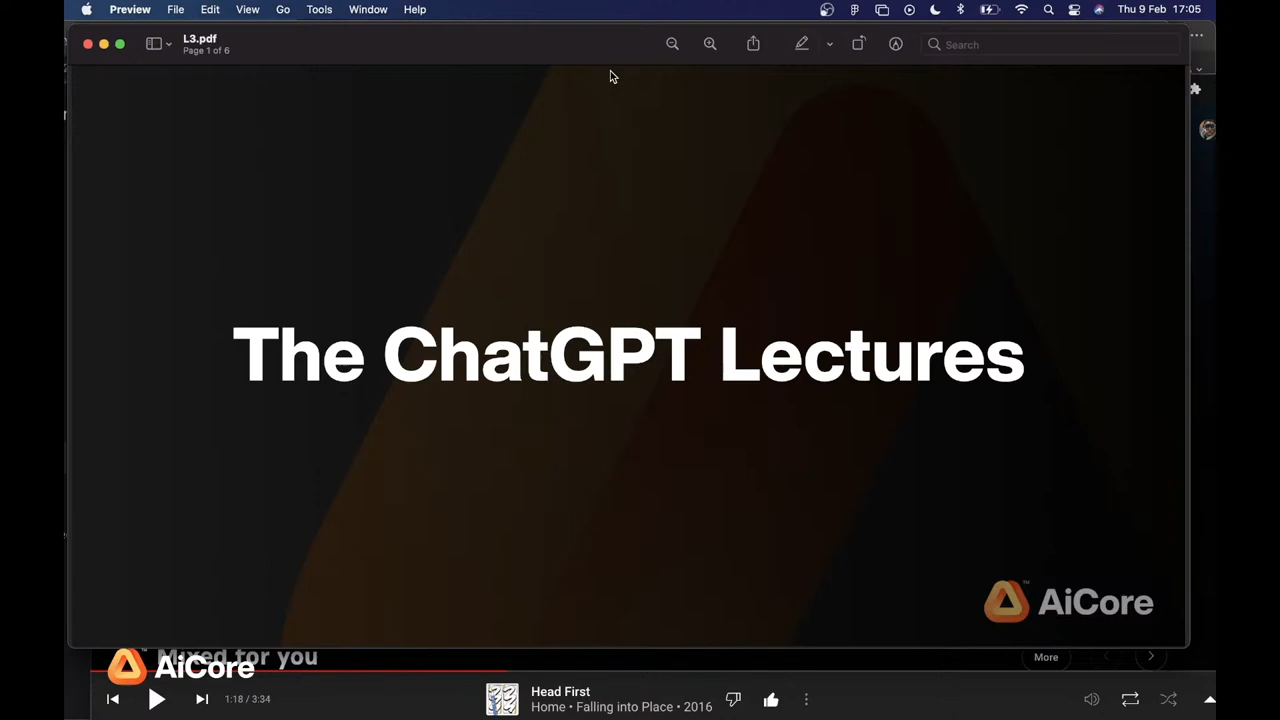 Preview File Edit View Go Tools Window Help Thu 9 Feb 17:05
L3.pdf
Page 1 of 6
Search
The ChatGPT Lectures
AiCore™
Mixed for you
More
AiCore
1:18 / 3:34
Head First
Home • Falling into Place • 2016